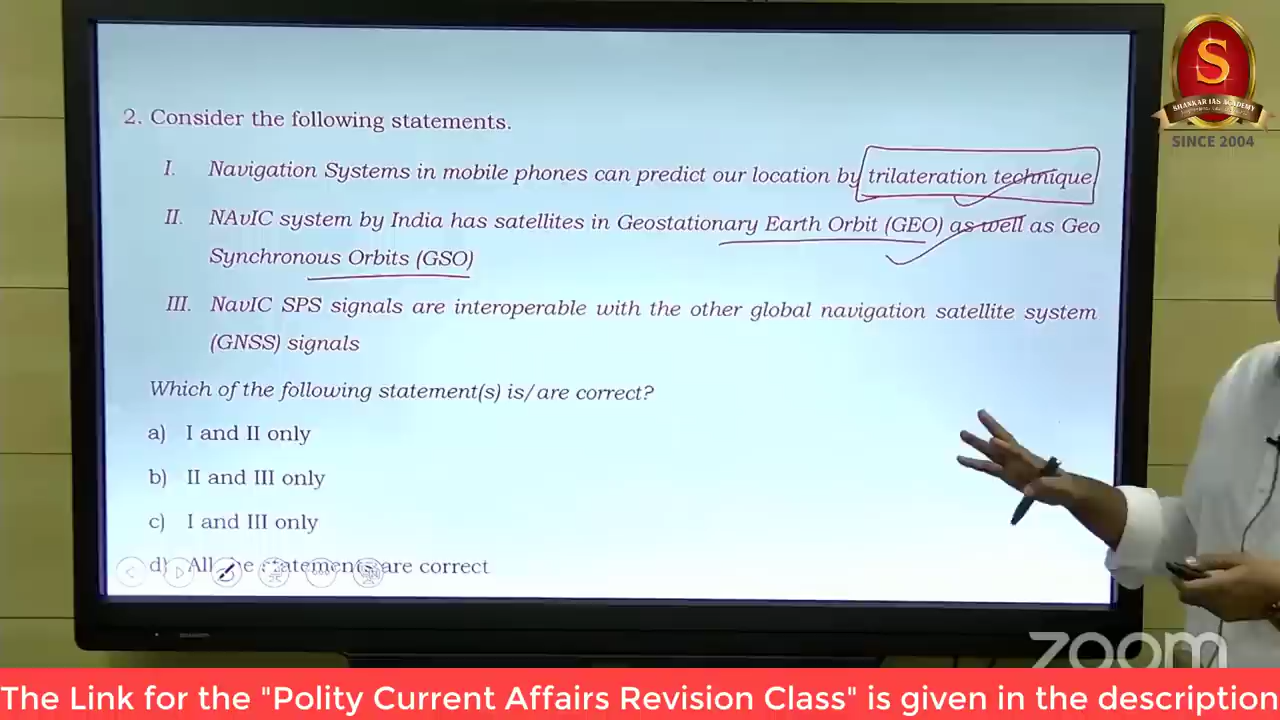 2. Consider the following statements.
I. Navigation Systems in mobile phones can predict our location by trilateration technique.
II. NAvIC system by India has satellites in Geostationary Earth Orbit (GEO) as well as Geo
Synchronous Orbits (GSO)
III. NavIC SPS signals are interoperable with the other global navigation satellite system
(GNSS) signals
Which of the following statement(s) is/are correct?
a) I and II only
b) II and III only
c) I and III only
d) All the statements are correct
S
SHANKAR IAS ACADEMY
SINCE 2004
zoom
The Link for the "Polity Current Affairs Revision Class" is given in the description